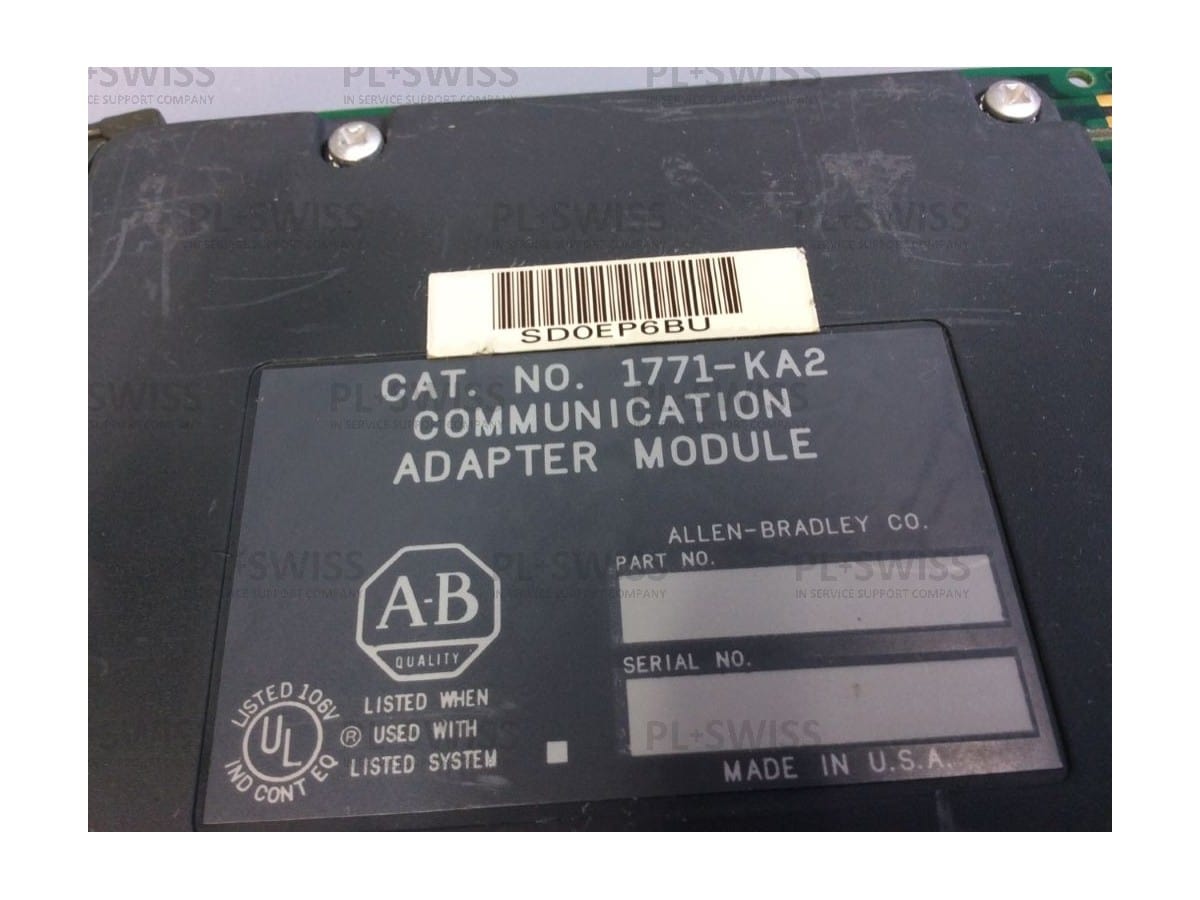 PL+SWISS
IN SERVICE SUPPORT COMPANY
SD0EP6BU
CAT. NO. 1771-KA2
COMMUNICATION
ADAPTER MODULE
ALLEN-BRADLEY CO.
PART NO.
SERIAL NO.
MADE IN U.S.A.
A-B
QUALITY
LISTED 106V
UL
IND CONT EQ
®
LISTED WHEN
USED WITH
LISTED SYSTEM